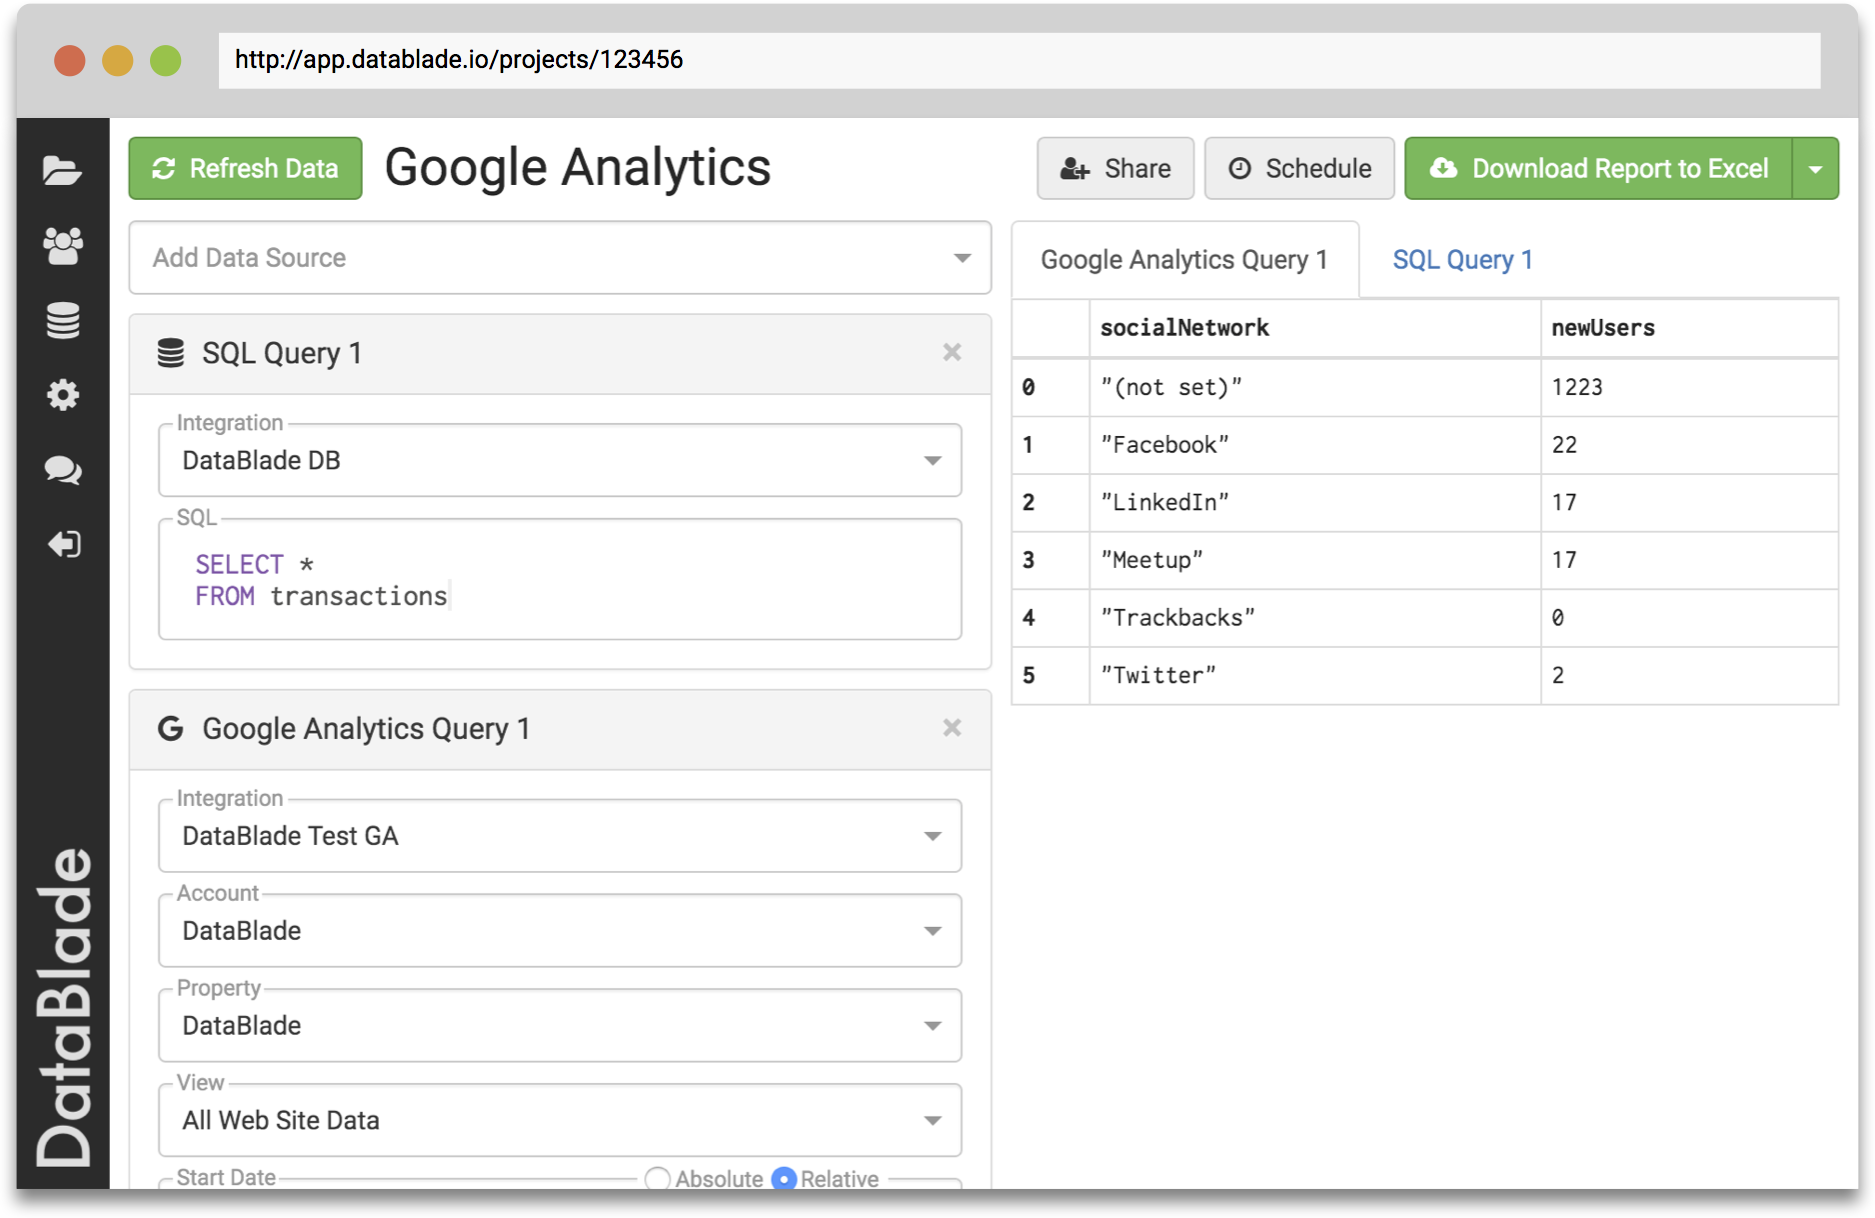 http://app.datablade.io/projects/123456
Refresh Data
Google Analytics
Share
Schedule
Download Report to Excel
Add Data Source
SQL Query 1
Integration
DataBlade DB
SQL
SELECT *
FROM transactions
Google Analytics Query 1
Integration
DataBlade Test GA
Account
DataBlade
Property
DataBlade
View
All Web Site Data
Start Date Absolute Relative
Google Analytics Query 1 SQL Query 1
socialNetwork newUsers
0 "(not set)" 1223
1 "Facebook" 22
2 "LinkedIn" 17
3 "Meetup" 17
4 "Trackbacks" 0
5 "Twitter" 2
DataBlade